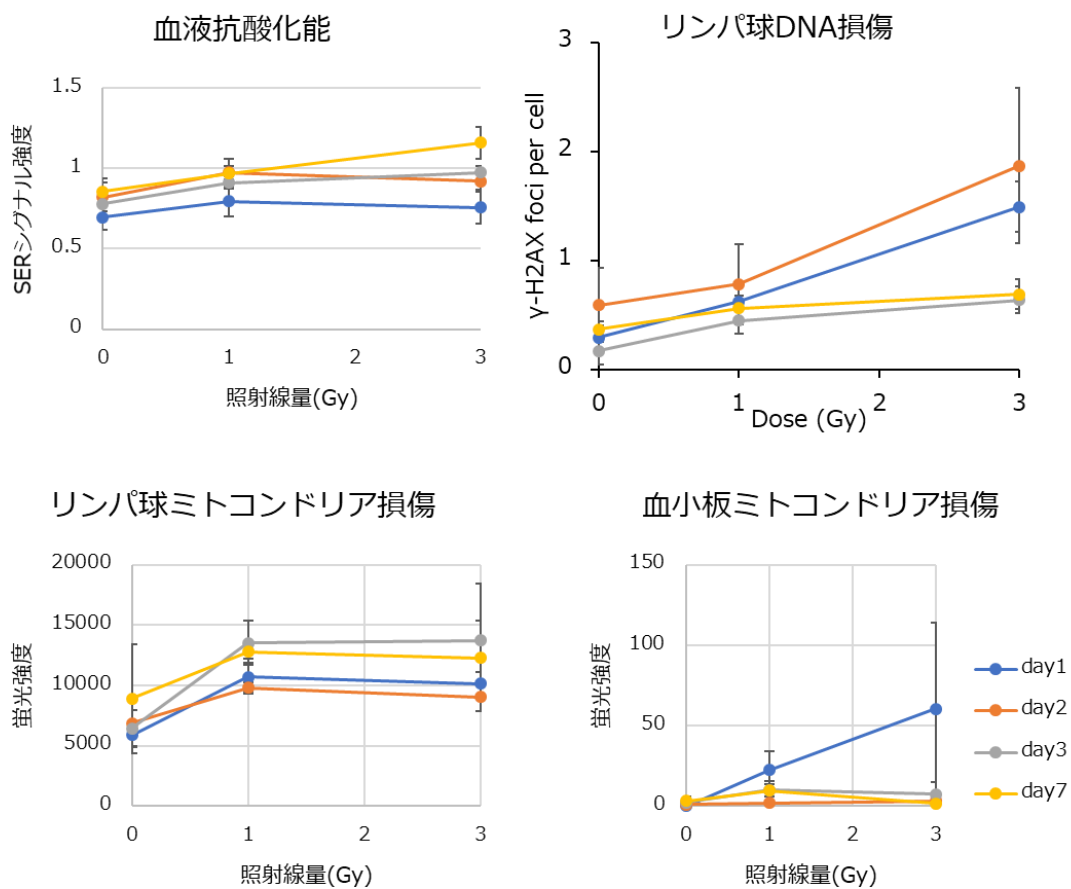 血液抗酸化能
SERシグナル強度
1.5
1
0.5
0
0 1 2 3
照射線量(Gy)
リンパ球DNA損傷
γ-H2AX foci per cell
3
2
1
0
0 1 2 3
Dose (Gy)
リンパ球ミトコンドリア損傷
蛍光強度
20000
15000
10000
5000
0
0 1 2 3
照射線量(Gy)
血小板ミトコンドリア損傷
蛍光強度
150
100
50
0
0 1 2 3
照射線量(Gy)
day1
day2
day3
day7